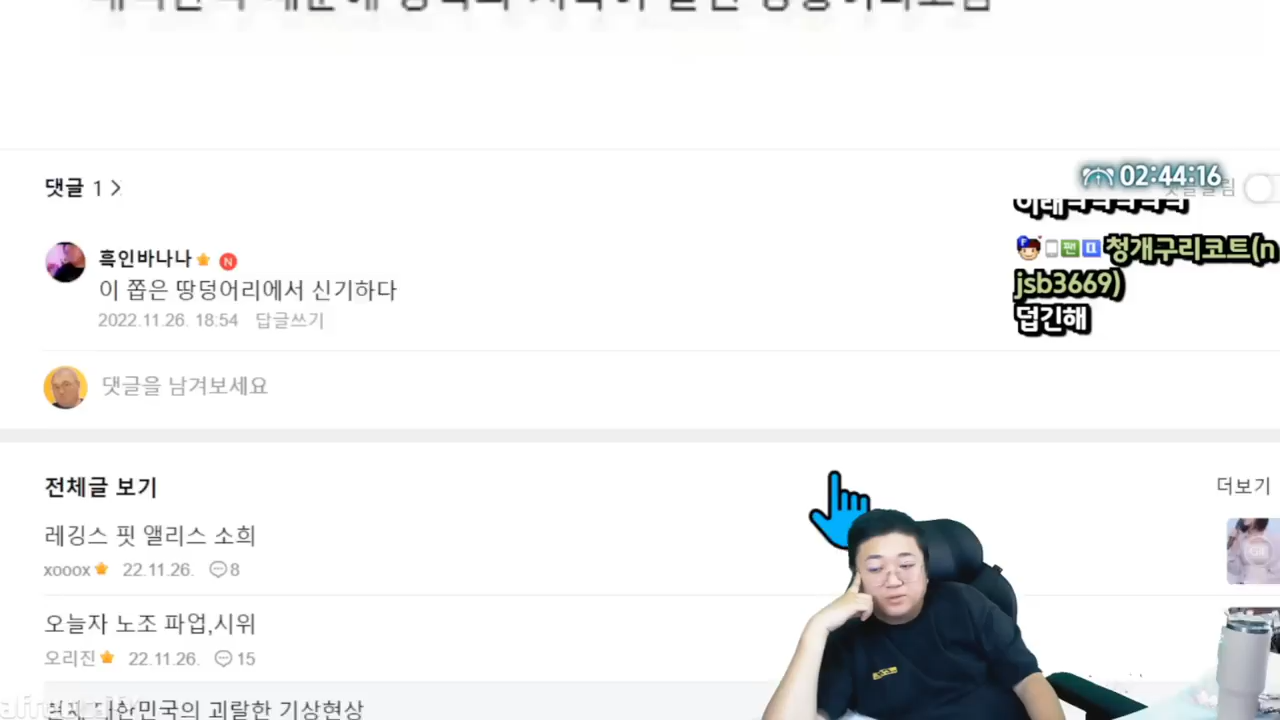 댓글 1 >
02:44:16
흑인바나나 N
이 쫍은 땅덩어리에서 신기하다
2022.11.26. 18:54 답글쓰기
청개구리코트(n
jsb3669)
덥긴해
댓글을 남겨보세요
전체글 보기
더보기
레깅스 핏 앨리스 소희
xooox 22.11.26. 8
오늘자 노조 파업,시위
오리진 22.11.26. 15
현재 대한민국의 괴랄한 기상현상